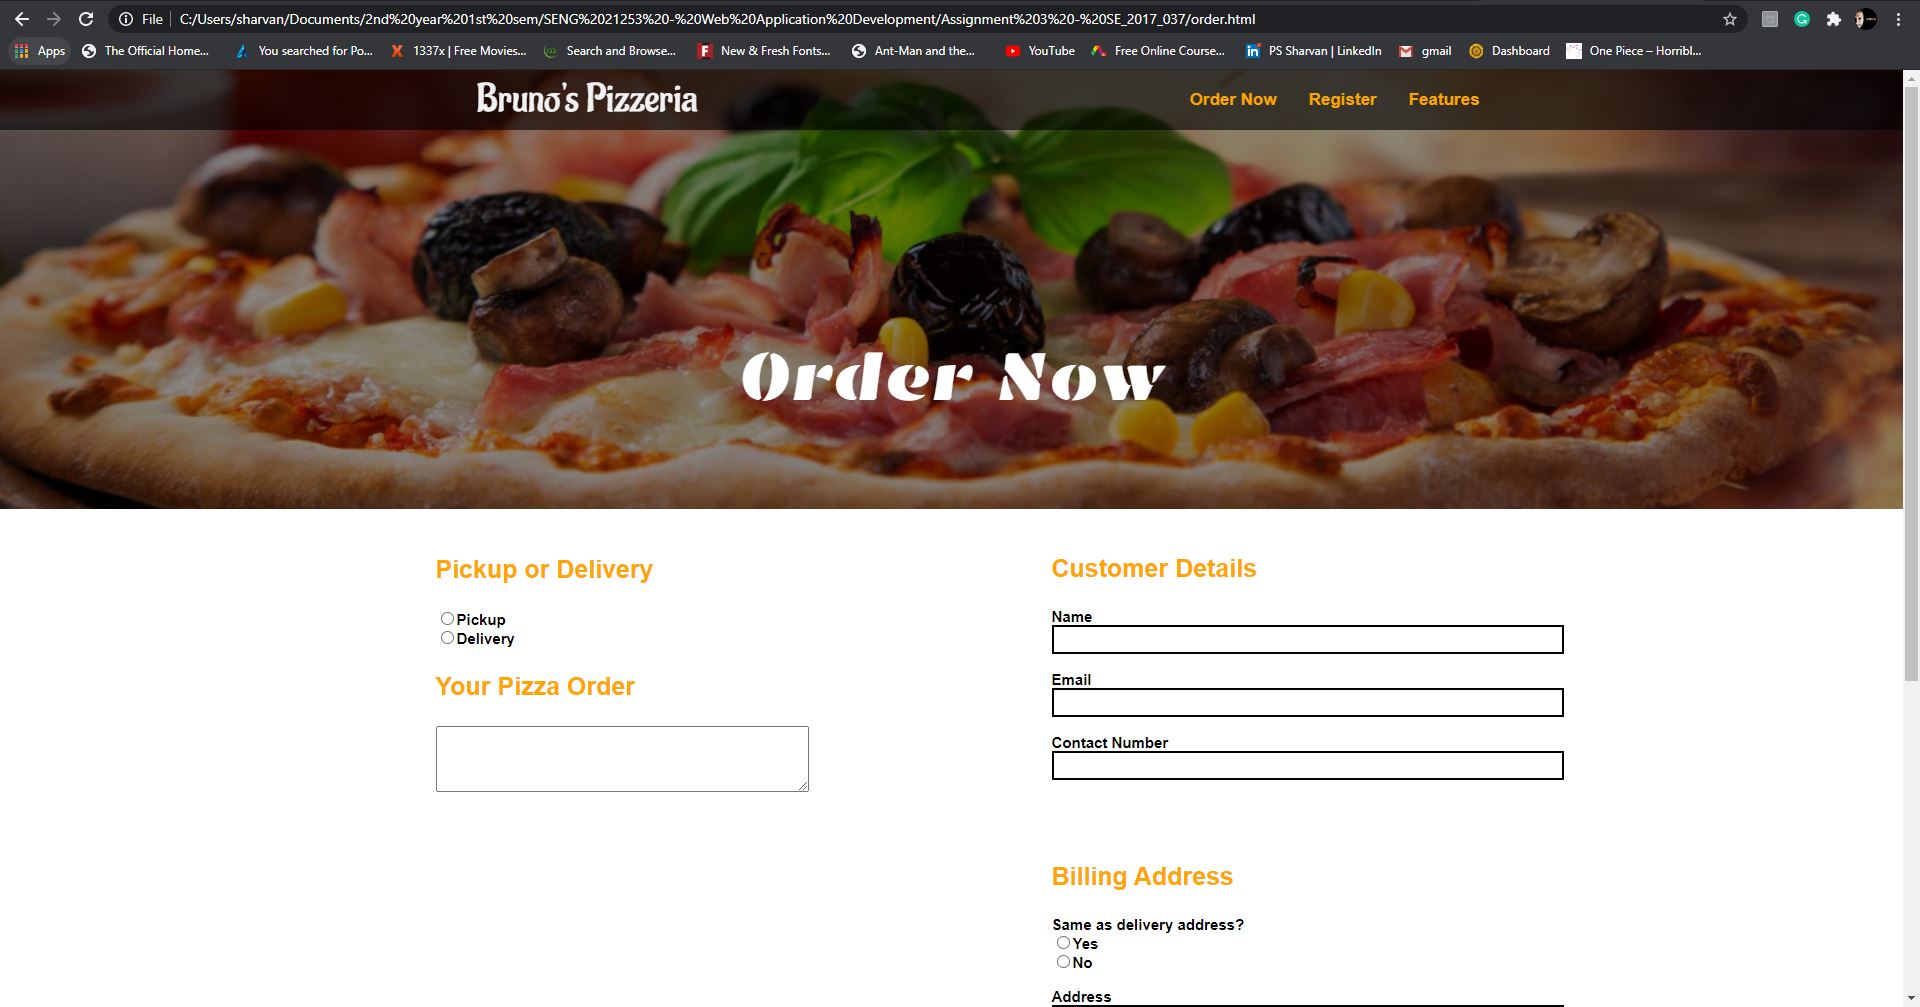 File
C:/Users/sharvan/Documents/2nd%20year%201st%20sem/SENG%2021253%20-%20Web%20Application%20Development/Assignment%203%20-%20SE_2017_037/order.html
Apps
The Official Home...
You searched for Po...
1337x | Free Movies...
Search and Browse...
New & Fresh Fonts...
Ant-Man and the...
YouTube
Free Online Course...
PS Sharvan | LinkedIn
gmail
Dashboard
One Piece – Horribl...
Bruno's Pizzeria
Order Now
Register
Features
Order Now
Pickup or Delivery
Pickup
Delivery
Your Pizza Order
Customer Details
Name
Email
Contact Number
Billing Address
Same as delivery address?
Yes
No
Address